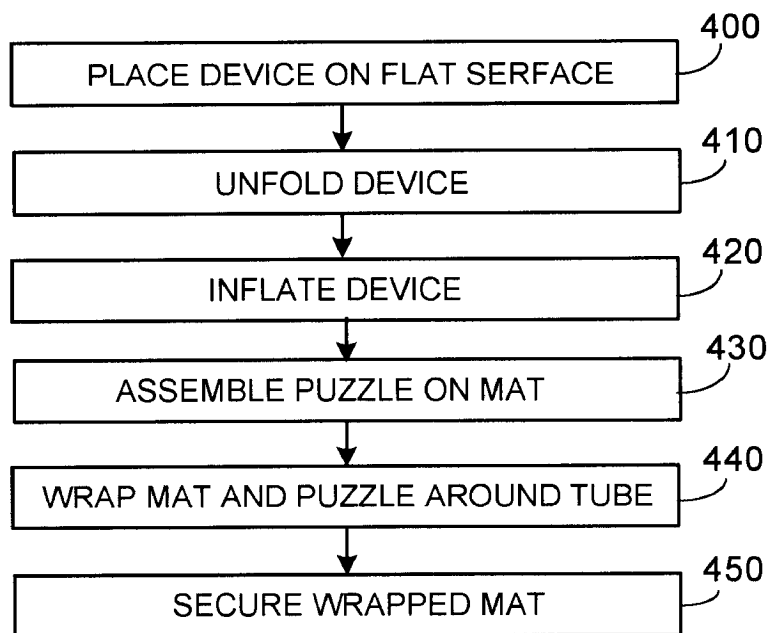 400
PLACE DEVICE ON FLAT SERFACE
410
UNFOLD DEVICE
420
INFLATE DEVICE
430
ASSEMBLE PUZZLE ON MAT
440
WRAP MAT AND PUZZLE AROUND TUBE
450
SECURE WRAPPED MAT